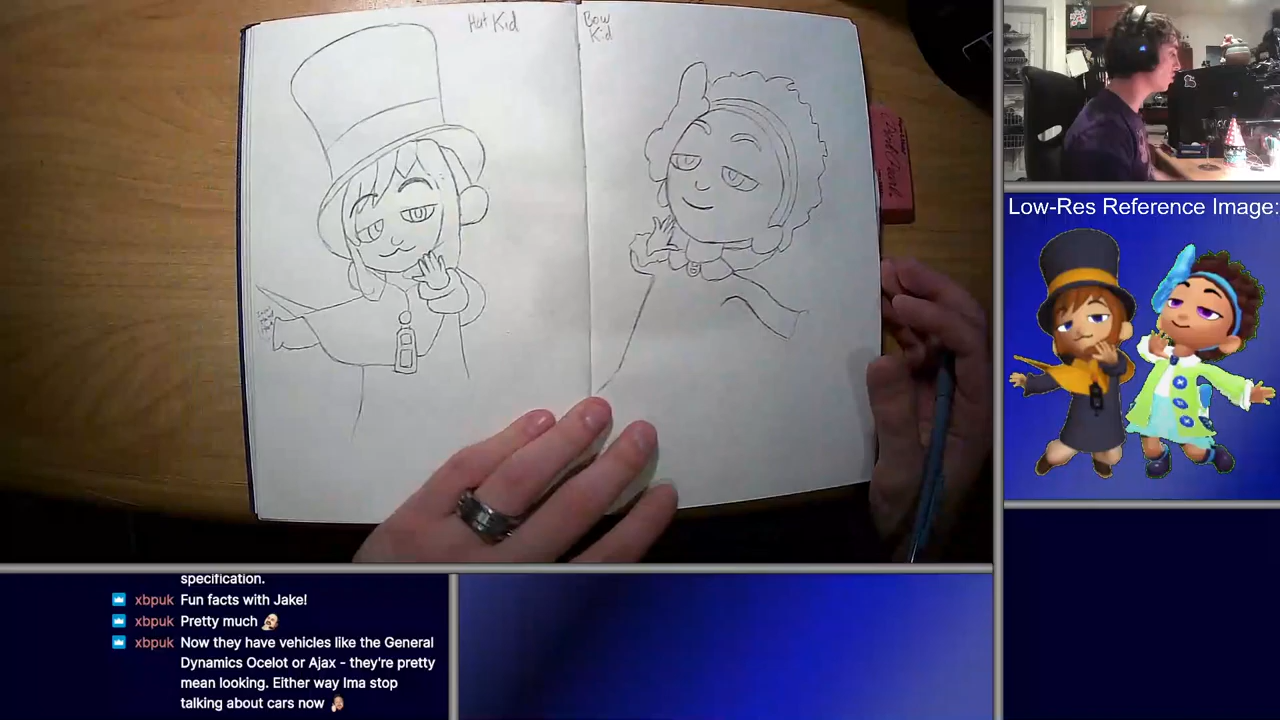 Hat Kid
Bow
Kid
Low-Res Reference Image:
specification.
xbpuk Fun facts with Jake!
xbpuk Pretty much
xbpuk Now they have vehicles like the General
Dynamics Ocelot or Ajax - they're pretty
mean looking. Either way Ima stop
talking about cars now